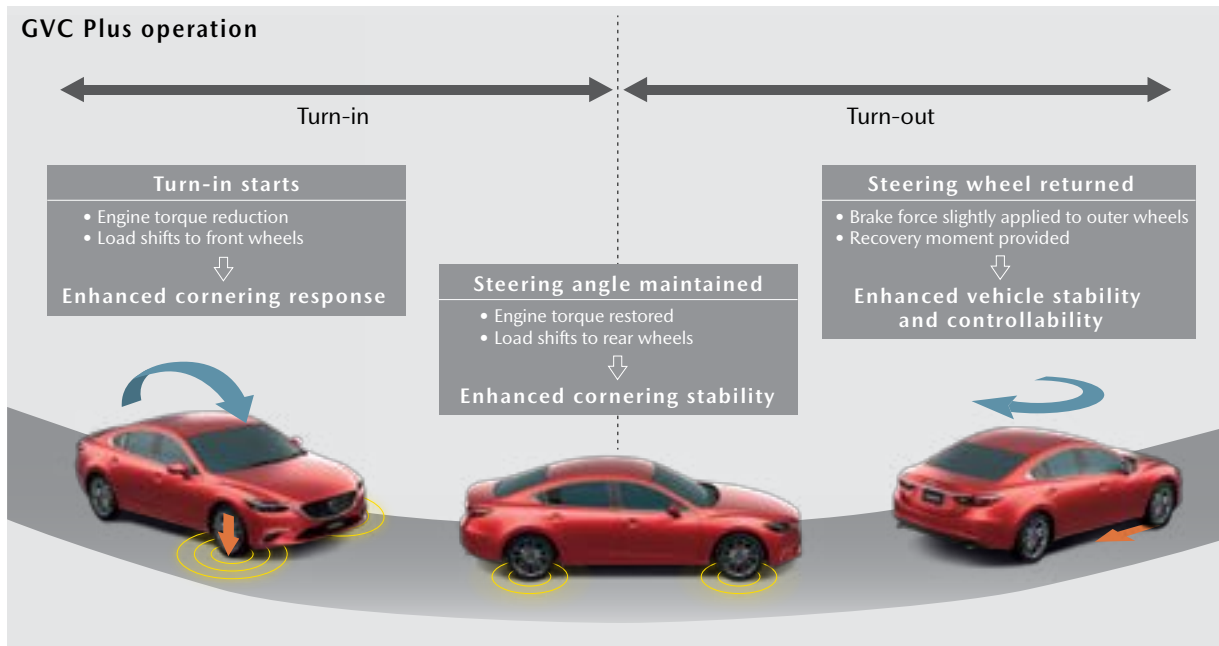 GVC Plus operation
Turn-in
Turn-out
Turn-in starts
• Engine torque reduction
• Load shifts to front wheels
Enhanced cornering response
Steering angle maintained
• Engine torque restored
• Load shifts to rear wheels
Enhanced cornering stability
Steering wheel returned
• Brake force slightly applied to outer wheels
• Recovery moment provided
Enhanced vehicle stability
and controllability